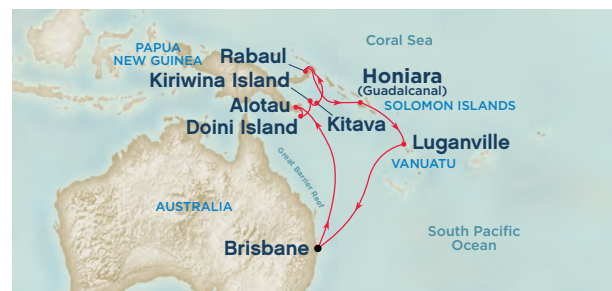 Coral Sea
PAPUA
NEW GUINEA
Rabaul
Kiriwina Island
Honiara
(Guadalcanal)
SOLOMON ISLANDS
Alotau
Kitava
Doini Island
Luganville
VANUATU
Great Barrier Reef
AUSTRALIA
South Pacific
Ocean
Brisbane